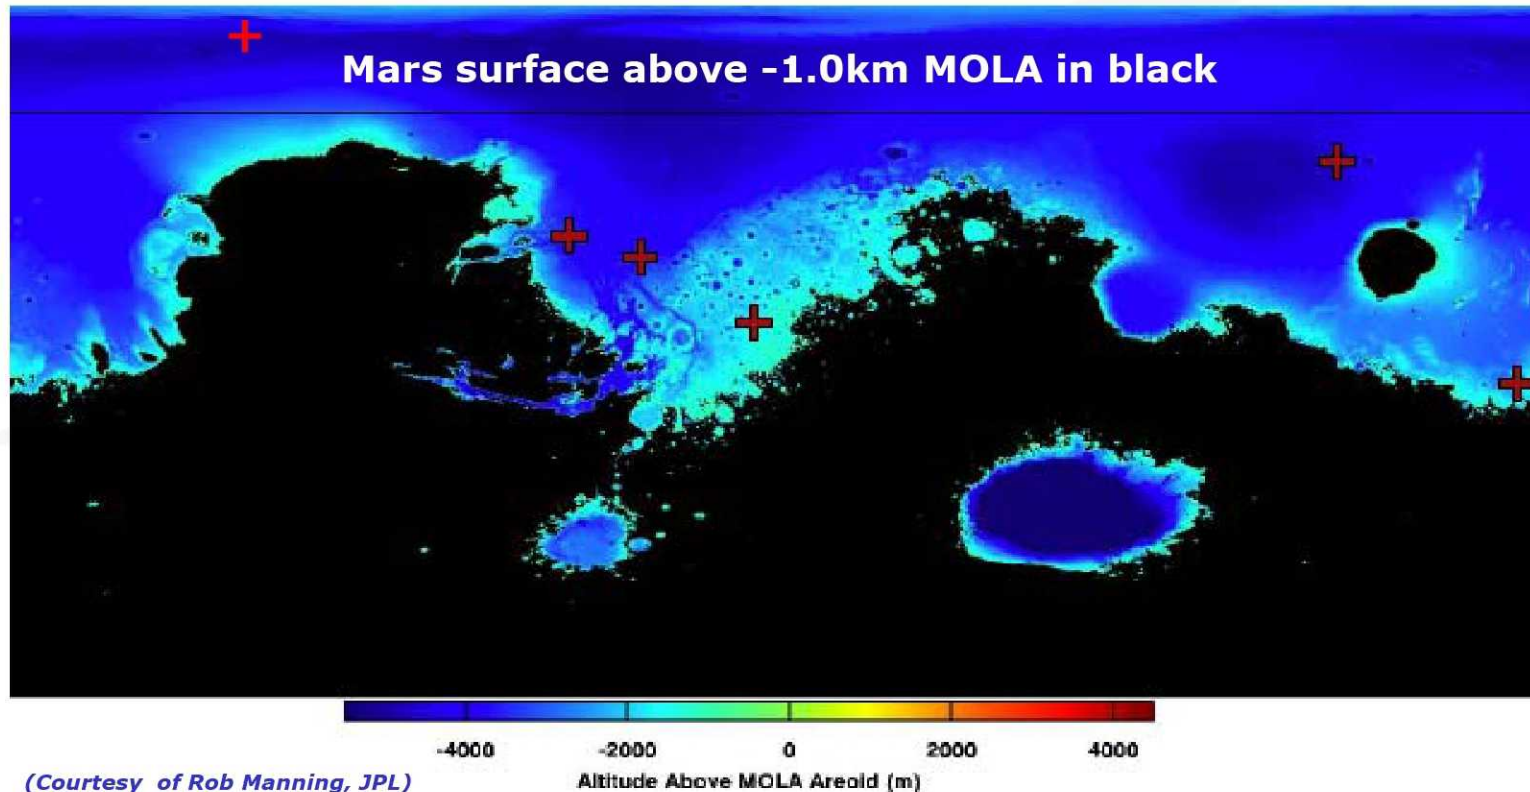 Mars surface above -1.0km MOLA in black
-4000 -2000 0 2000 4000
Altitude Above MOLA Areoid (m)
(Courtesy of Rob Manning, JPL)